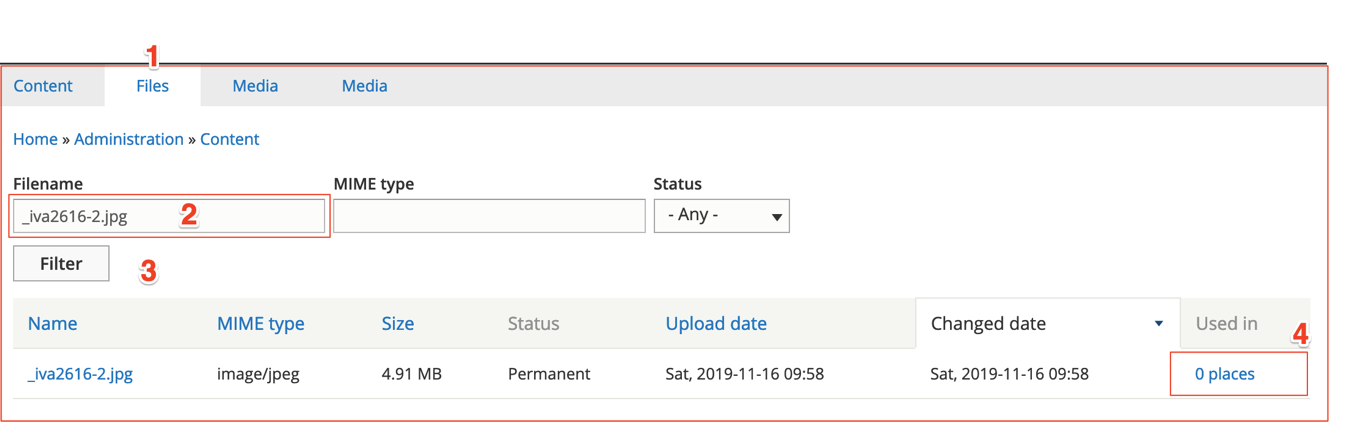 1
Content Files Media Media
Home » Administration » Content
Filename MIME type Status
_iva2616-2.jpg 2 - Any -
Filter 3
Name MIME type Size Status Upload date Changed date Used in 4
_iva2616-2.jpg image/jpeg 4.91 MB Permanent Sat, 2019-11-16 09:58 Sat, 2019-11-16 09:58 0 places